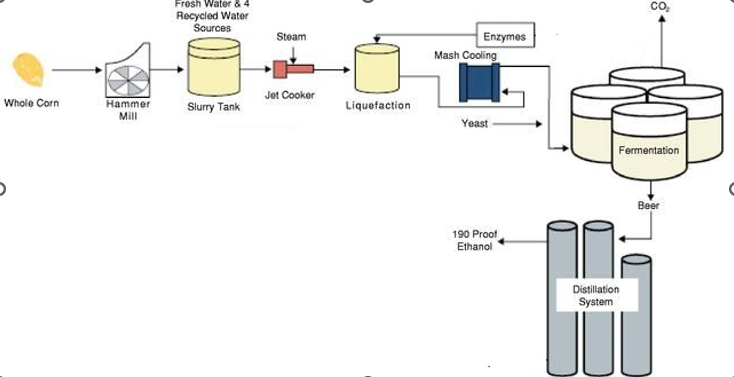 Fresh Water & 4
Recycled Water
Sources
CO2
Steam
Enzymes
Mash Cooling
Whole Corn
Hammer
Mill
Slurry Tank
Jet Cooker
Liquefaction
Yeast
Fermentation
Beer
190 Proof
Ethanol
Distillation
System